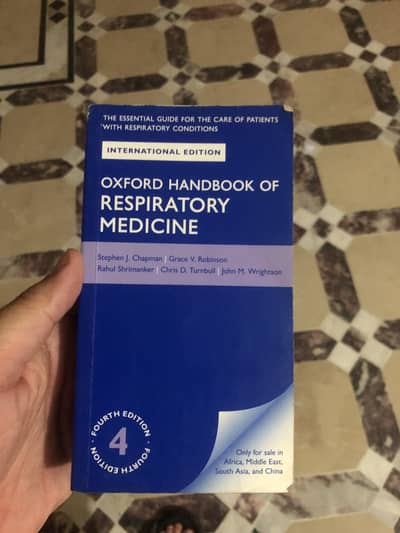 THE ESSENTIAL GUIDE FOR THE CARE OF PATIENTS
WITH RESPIRATORY CONDITIONS
INTERNATIONAL EDITION
OXFORD HANDBOOK OF
RESPIRATORY
MEDICINE
Stephen J. Chapman | Grace V. Robinson
Rahul Shrimanker | Chris D. Turnbull | John M. Wrightson
FOURTH EDITION · FOURTH EDITION ·
4
Only for sale in
Africa, Middle East,
South Asia, and China